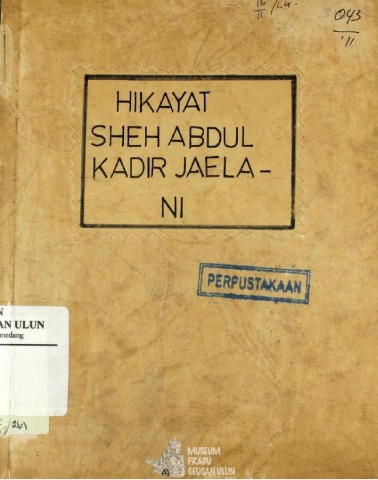 043
11
HIKAYAT
SHEH ABDUL
KADIR JAELA-
NI
PERPUSTAKAAN
N
AN ULUN
medang
MUSEUM
PRABU
GEUSAN ULUN